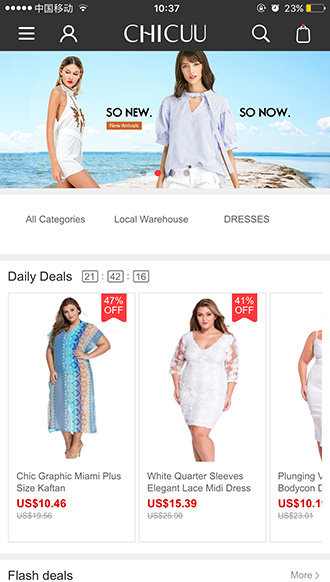 中国移动 10:37 23%
CHICUU
SO NEW. SO NOW.
New Arrivals
All Categories Local Warehouse DRESSES
Daily Deals 21 : 42 : 16
47% OFF
41% OFF
Chic Graphic Miami Plus
Size Kaftan
US$10.46
US$19.56
White Quarter Sleeves
Elegant Lace Midi Dress
US$15.39
US$25.90
Plunging V
Bodycon D
US$10.1
US$23.01
Flash deals More >